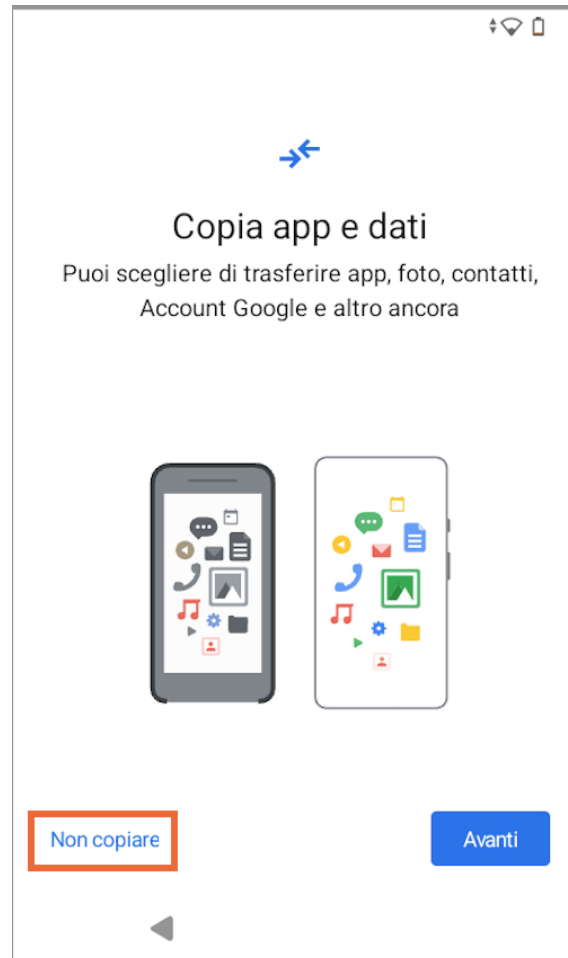 Copia app e dati
Puoi scegliere di trasferire app, foto, contatti,
Account Google e altro ancora
Non copiare
Avanti